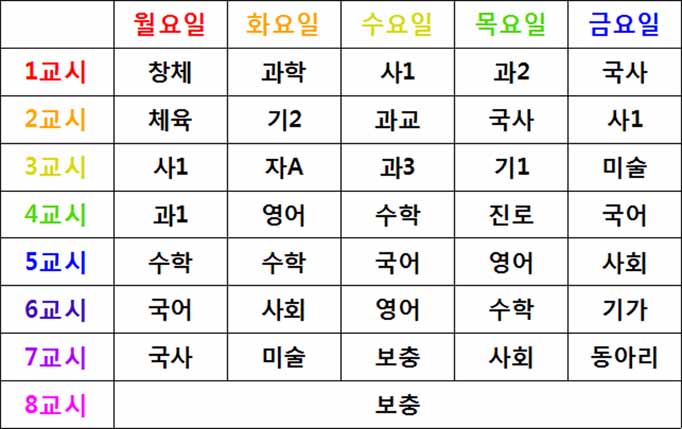 월요일 화요일 수요일 목요일 금요일
1교시 창체 과학 사1 과2 국사
2교시 체육 기2 과교 국사 사1
3교시 사1 자A 과3 기1 미술
4교시 과1 영어 수학 진로 국어
5교시 수학 수학 국어 영어 사회
6교시 국어 사회 영어 수학 기가
7교시 국사 미술 보충 사회 동아리
8교시 보충